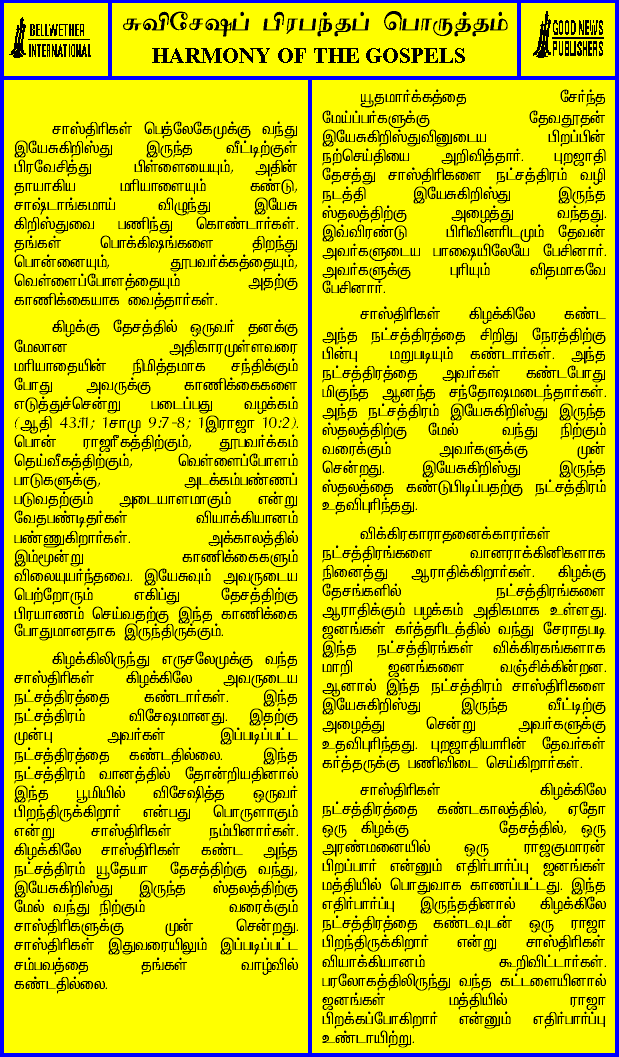 BELLWETHER
INTERNATIONAL
சுவிசேஷப் பிரபந்தப் பொருத்தம்
HARMONY OF THE GOSPELS
GOOD NEWS
PUBLISHERS
சாஸ்திரிகள் பெத்லேகேமுக்கு வந்து
இயேசுகிறிஸ்து இருந்த வீட்டிற்குள்
பிரவேசித்து பிள்ளையையும், அதின்
தாயாகிய மரியாளையும் கண்டு,
சாஷ்டாங்கமாய் விழுந்து இயேசு
கிறிஸ்துவை பணிந்து கொண்டார்கள்.
தங்கள் பொக்கிஷங்களை திறந்து
பொன்னையும், தூபவர்க்கத்தையும்,
வெள்ளைப்போளத்தையும் அதற்கு
காணிக்கையாக வைத்தார்கள்.
கிழக்கு தேசத்தில் ஒருவர் தனக்கு
மேலான அதிகாரமுள்ளவரை
மரியாதையின் நிமித்தமாக சந்திக்கும்
போது அவருக்கு காணிக்கைகளை
எடுத்துச்சென்று படைப்பது வழக்கம்
(ஆதி 43:11; 1சாமு 9:7-8; 1இராஜா 10:2).
பொன் ராஜரீகத்திற்கும், தூபவர்க்கம்
தெய்வீகத்திற்கும், வெள்ளைப்போளம்
பாடுகளுக்கு, அடக்கம்பண்ணப்
படுவதற்கும் அடையாளமாகும் என்று
வேதபண்டிதர்கள் வியாக்கியானம்
பண்ணுகிறார்கள். அக்காலத்தில்
இம்மூன்று காணிக்கைகளும்
விலையுயர்ந்தவை. இயேசுவும் அவருடைய
பெற்றோரும் எகிப்து தேசத்திற்கு
பிரயாணம் செய்வதற்கு இந்த காணிக்கை
போதுமானதாக இருந்திருக்கும்.
கிழக்கிலிருந்து எருசலேமுக்கு வந்த
சாஸ்திரிகள் கிழக்கிலே அவருடைய
நட்சத்திரத்தை கண்டார்கள். இந்த
நட்சத்திரம் விசேஷமானது. இதற்கு
முன்பு அவர்கள் இப்படிப்பட்ட
நட்சத்திரத்தை கண்டதில்லை. இந்த
நட்சத்திரம் வானத்தில் தோன்றியதினால்
இந்த பூமியில் விசேஷித்த ஒருவர்
பிறந்திருக்கிறார் என்பது பொருளாகும்
என்று சாஸ்திரிகள் நம்பினார்கள்.
கிழக்கிலே சாஸ்திரிகள் கண்ட அந்த
நட்சத்திரம் யூதேயா தேசத்திற்கு வந்து,
இயேசுகிறிஸ்து இருந்த ஸ்தலத்திற்கு
மேல் வந்து நிற்கும் வரைக்கும்
சாஸ்திரிகளுக்கு முன் சென்றது.
சாஸ்திரிகள் இதுவரையிலும் இப்படிப்பட்ட
சம்பவத்தை தங்கள் வாழ்வில்
கண்டதில்லை.
யூதமார்க்கத்தை சேர்ந்த
மேய்ப்பர்களுக்கு தேவதூதன்
இயேசுகிறிஸ்துவினுடைய பிறப்பின்
நற்செய்தியை அறிவித்தார். புறஜாதி
தேசத்து சாஸ்திரிகளை நட்சத்திரம் வழி
நடத்தி இயேசுகிறிஸ்து இருந்த
ஸ்தலத்திற்கு அழைத்து வந்தது.
இவ்விரண்டு பிரிவினரிடமும் தேவன்
அவர்களுடைய பாஷையிலேயே பேசினார்.
அவர்களுக்கு புரியும் விதமாகவே
பேசினார்.
சாஸ்திரிகள் கிழக்கிலே கண்ட
அந்த நட்சத்திரத்தை சிறிது நேரத்திற்கு
பின்பு மறுபடியும் கண்டார்கள். அந்த
நட்சத்திரத்தை அவர்கள் கண்டபோது
மிகுந்த ஆனந்த சந்தோஷமடைந்தார்கள்.
அந்த நட்சத்திரம் இயேசுகிறிஸ்து இருந்த
ஸ்தலத்திற்கு மேல் வந்து நிற்கும்
வரைக்கும் அவர்களுக்கு முன்
சென்றது. இயேசுகிறிஸ்து இருந்த
ஸ்தலத்தை கண்டுபிடிப்பதற்கு நட்சத்திரம்
உதவிபுரிந்தது.
விக்கிரகாராதனைக்காரர்கள்
நட்சத்திரங்களை வானராக்கினிகளாக
நினைத்து ஆராதிக்கிறார்கள். கிழக்கு
தேசங்களில் நட்சத்திரங்களை
ஆராதிக்கும் பழக்கம் அதிகமாக உள்ளது.
ஜனங்கள் கர்த்தரிடத்தில் வந்து சேராதபடி
இந்த நட்சத்திரங்கள் விக்கிரகங்களாக
மாறி ஜனங்களை வஞ்சிக்கின்றன.
ஆனால் இந்த நட்சத்திரம் சாஸ்திரிகளை
இயேசுகிறிஸ்து இருந்த வீட்டிற்கு
அழைத்து சென்று அவர்களுக்கு
உதவிபுரிந்தது. புறஜாதியாரின் தேவர்கள்
கர்த்தருக்கு பணிவிடை செய்கிறார்கள்.
சாஸ்திரிகள் கிழக்கிலே
நட்சத்திரத்தை கண்டகாலத்தில், ஏதோ
ஒரு கிழக்கு தேசத்தில், ஒரு
அரண்மனையில் ஒரு ராஜகுமாரன்
பிறப்பார் என்னும் எதிர்பார்ப்பு ஜனங்கள்
மத்தியில் பொதுவாக காணப்பட்டது. இந்த
எதிர்பார்ப்பு இருந்ததினால் கிழக்கிலே
நட்சத்திரத்தை கண்டவுடன் ஒரு ராஜா
பிறந்திருக்கிறார் என்று சாஸ்திரிகள்
வியாக்கியானம் கூறிவிட்டார்கள்.
பரலோகத்திலிருந்து வந்த கட்டளையினால்
ஜனங்கள் மத்தியில் ராஜா
பிறக்கப்போகிறார் என்னும் எதிர்பார்ப்பு
உண்டாயிற்று.